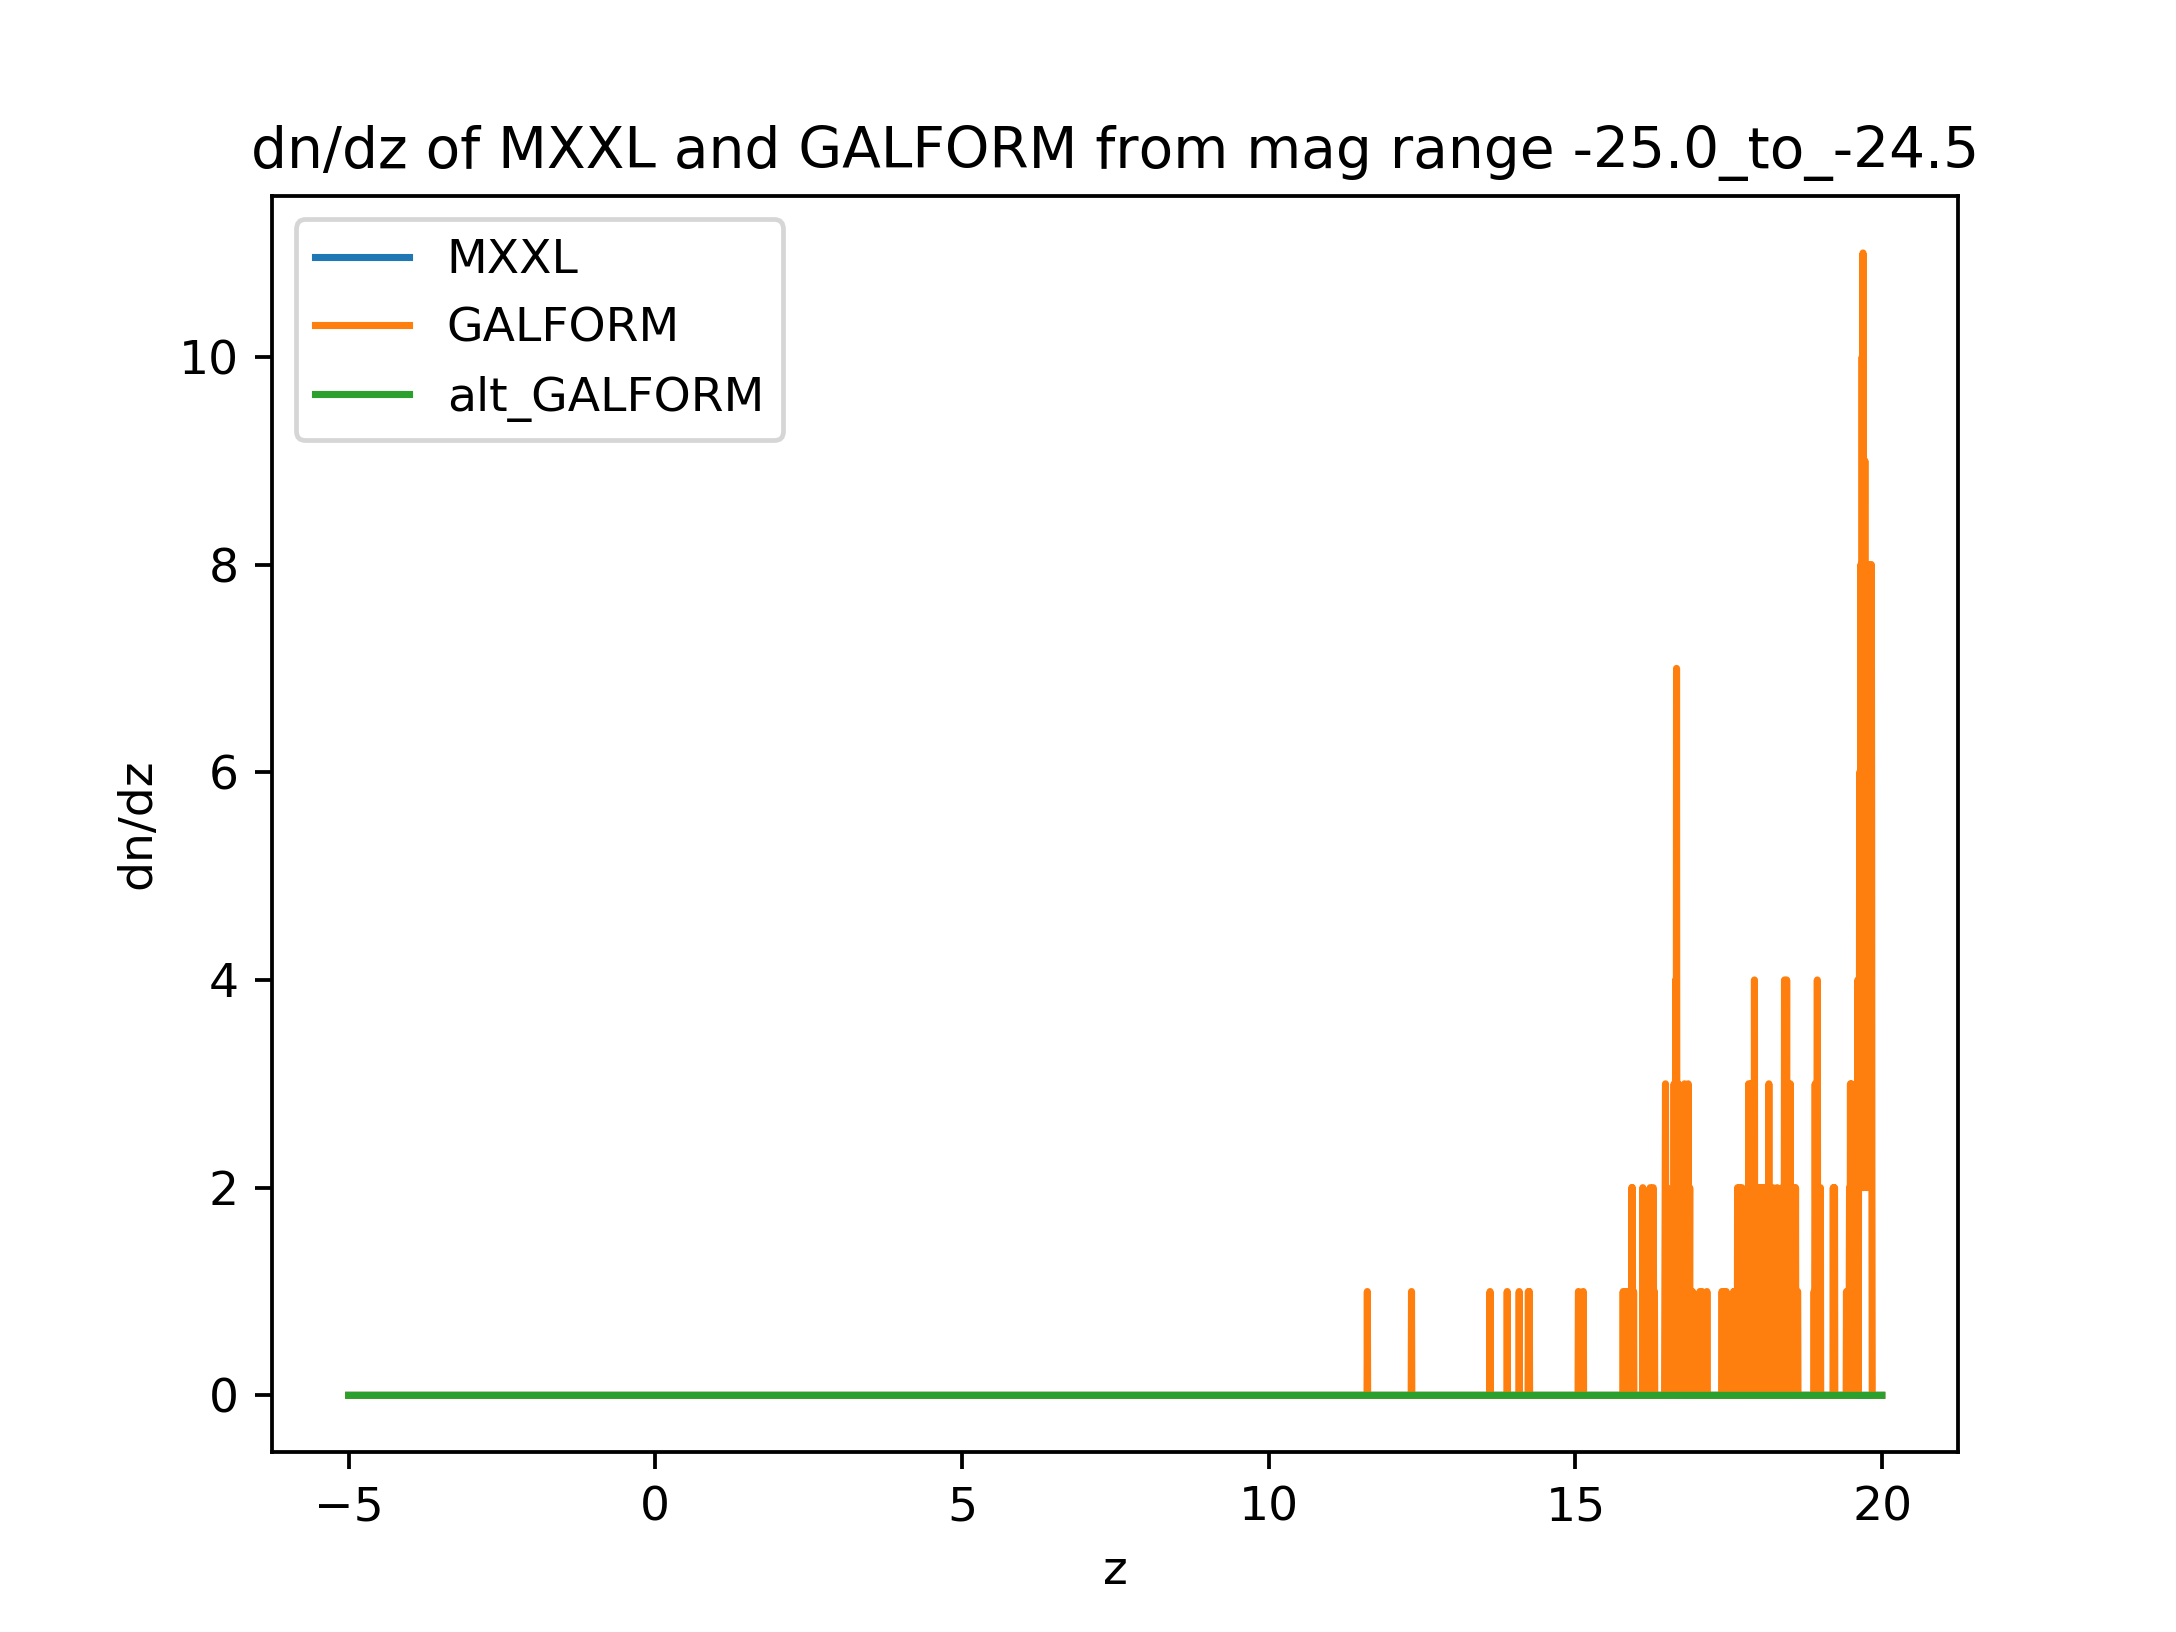 dn/dz of MXXL and GALFORM from mag range -25.0_to_-24.5
MXXL
GALFORM
alt_GALFORM
10
8
6
4
2
0
dn/dz
−5 0 5 10 15 20
z